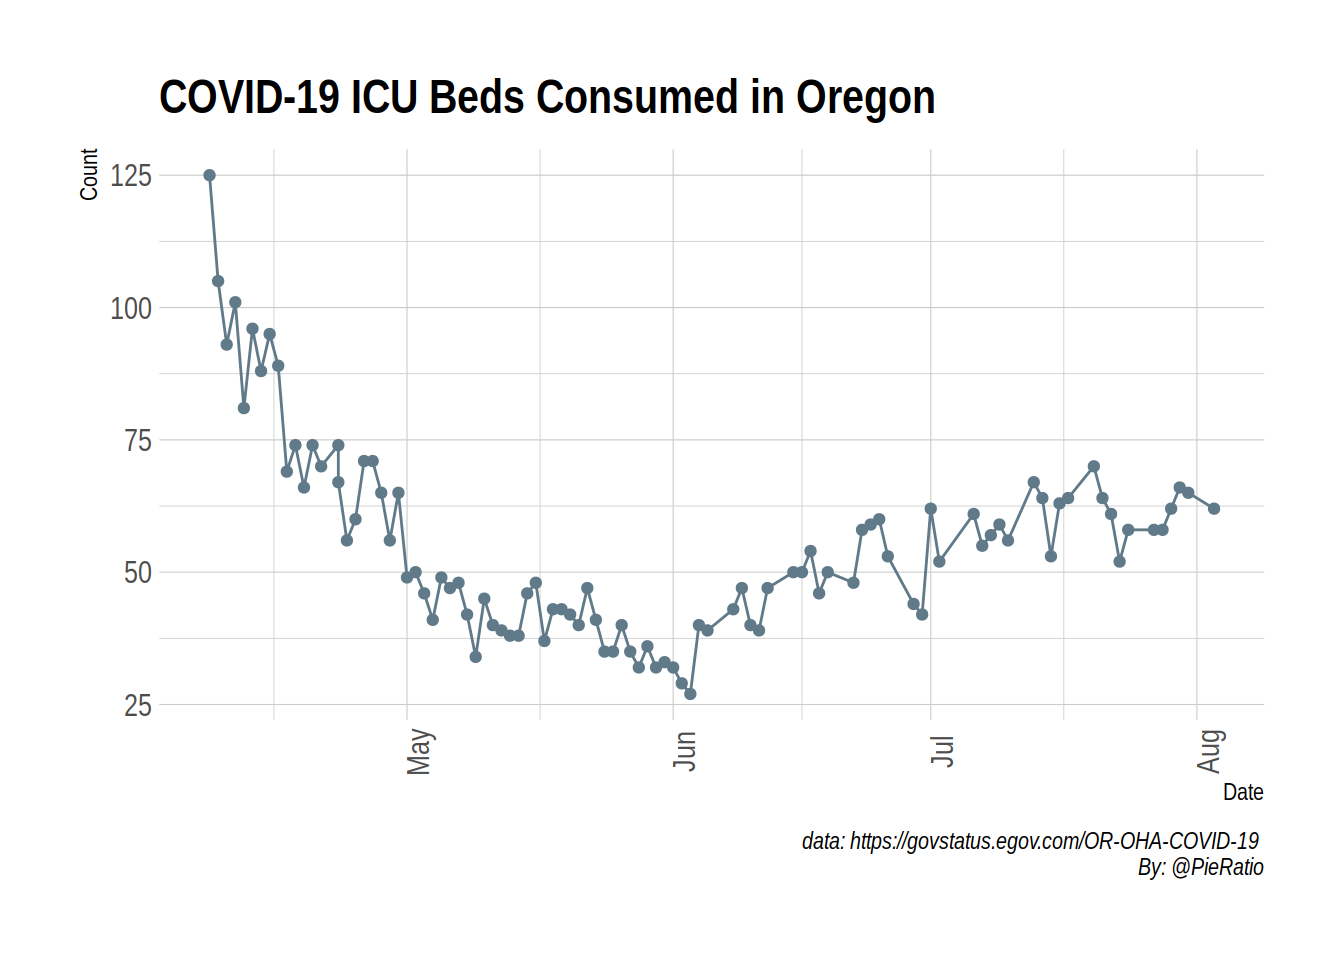 COVID-19 ICU Beds Consumed in Oregon
Count
125
100
75
50
25
May
Jun
Jul
Aug
Date
data: https://govstatus.egov.com/OR-OHA-COVID-19
By: @PieRatio